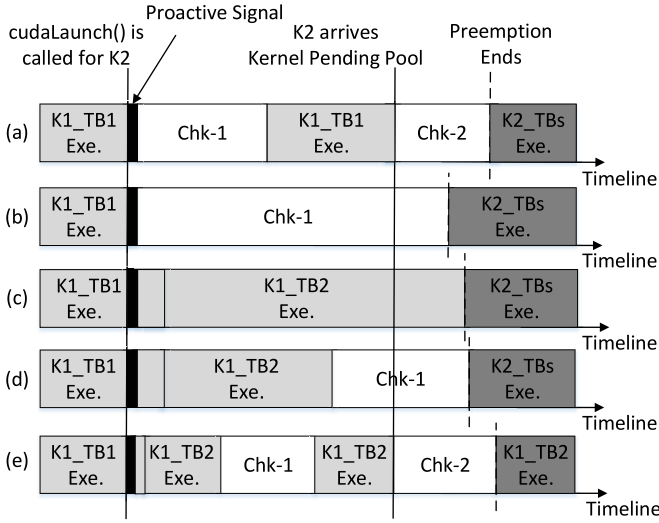 Proactive Signal
cudaLaunch() is
called for K2
K2 arrives
Kernel Pending Pool
Preemption
Ends
(a)
K1_TB1
Exe.
Chk-1
K1_TB1
Exe.
Chk-2
K2_TBs
Exe.
Timeline
(b)
K1_TB1
Exe.
Chk-1
K2_TBs
Exe.
Timeline
(c)
K1_TB1
Exe.
K1_TB2
Exe.
K2_TBs
Exe.
Timeline
(d)
K1_TB1
Exe.
K1_TB2
Exe.
Chk-1
K2_TBs
Exe.
Timeline
(e)
K1_TB1
Exe.
K1_TB2
Exe.
Chk-1
K1_TB2
Exe.
Chk-2
K1_TB2
Exe.
Timeline